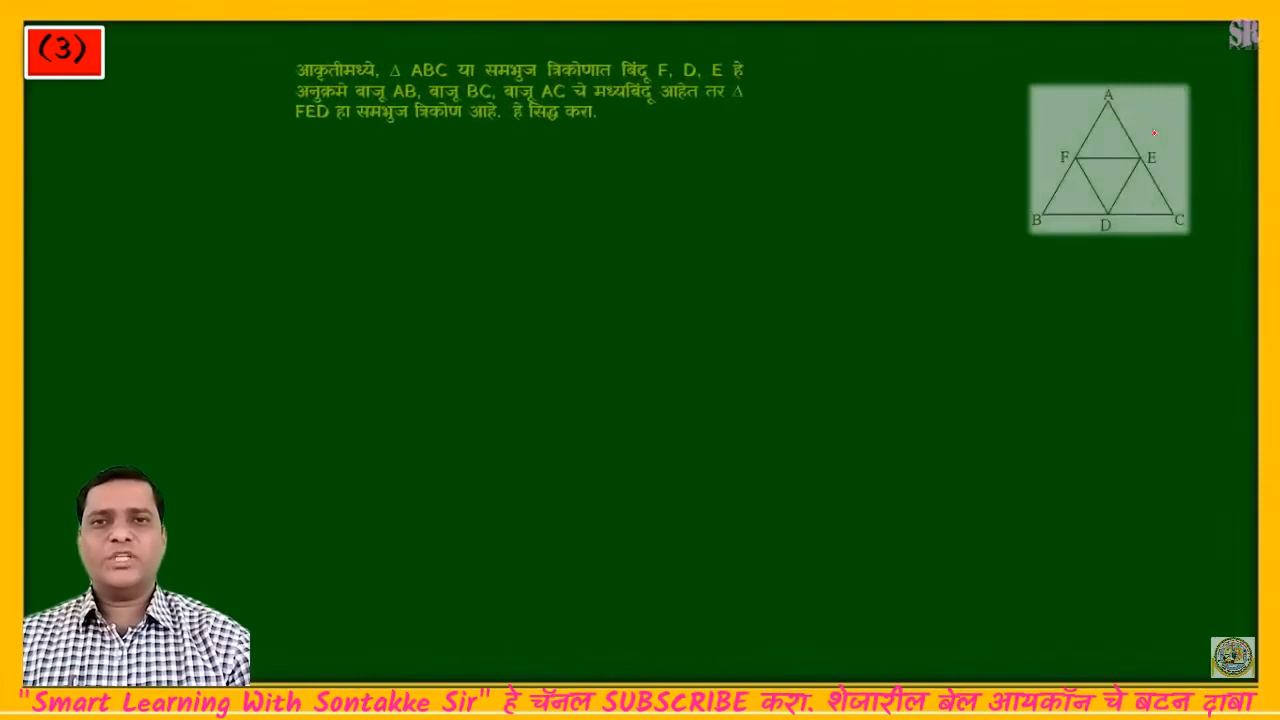 (3)
SR
आकृतीमध्ये, Δ ABC या समभुज त्रिकोणात बिंदू F, D, E हे
अनुक्रमे बाजू AB, बाजू BC, बाजू AC चे मध्यबिंदू आहेत तर Δ
FED हा समभुज त्रिकोण आहे. हे सिद्ध करा.
A
F E
B D C
"Smart Learning With Sontakke Sir" हे चॅनल SUBSCRIBE करा. शेजारील बेल आयकॉन चे बटन दाबा